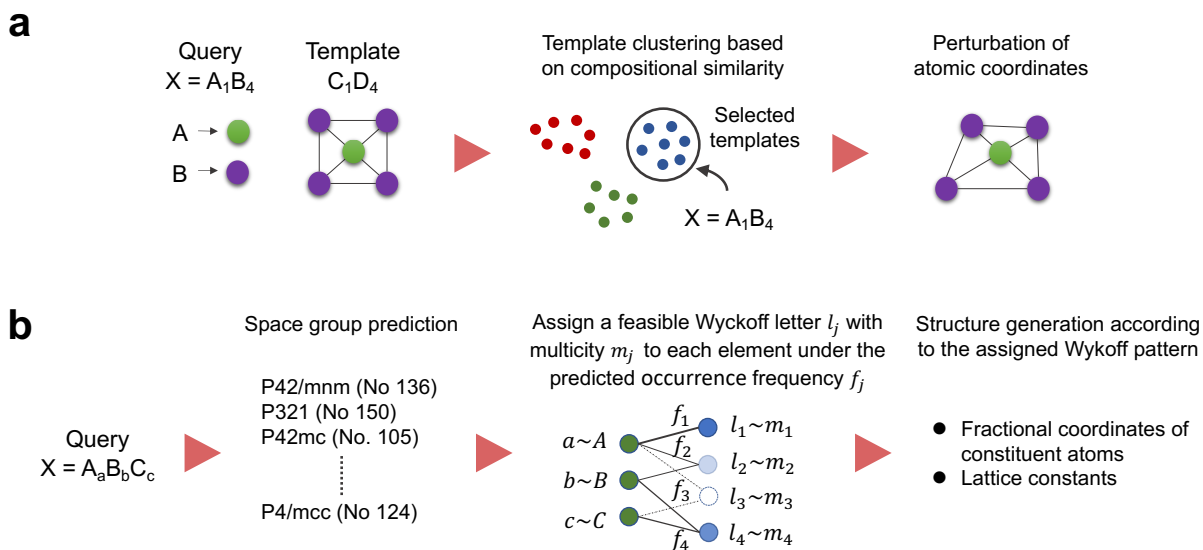 a
Query
X = A₁B₄
A
B
Template
C₁D₄
Template clustering based
on compositional similarity
Selected
templates
X = A₁B₄
Perturbation of
atomic coordinates
b
Query
X = AₐB_bC_c
Space group prediction
P42/mnm (No 136)
P321 (No 150)
P42mc (No. 105)
P4/mcc (No 124)
Assign a feasible Wyckoff letter l_j with
multicity m_j to each element under the
predicted occurrence frequency f_j
a~A
b~B
c~C
f₁
f₂
f₃
f₄
l₁~m₁
l₂~m₂
l₃~m₃
l₄~m₄
Structure generation according
to the assigned Wykoff pattern
● Fractional coordinates of
constituent atoms
● Lattice constants